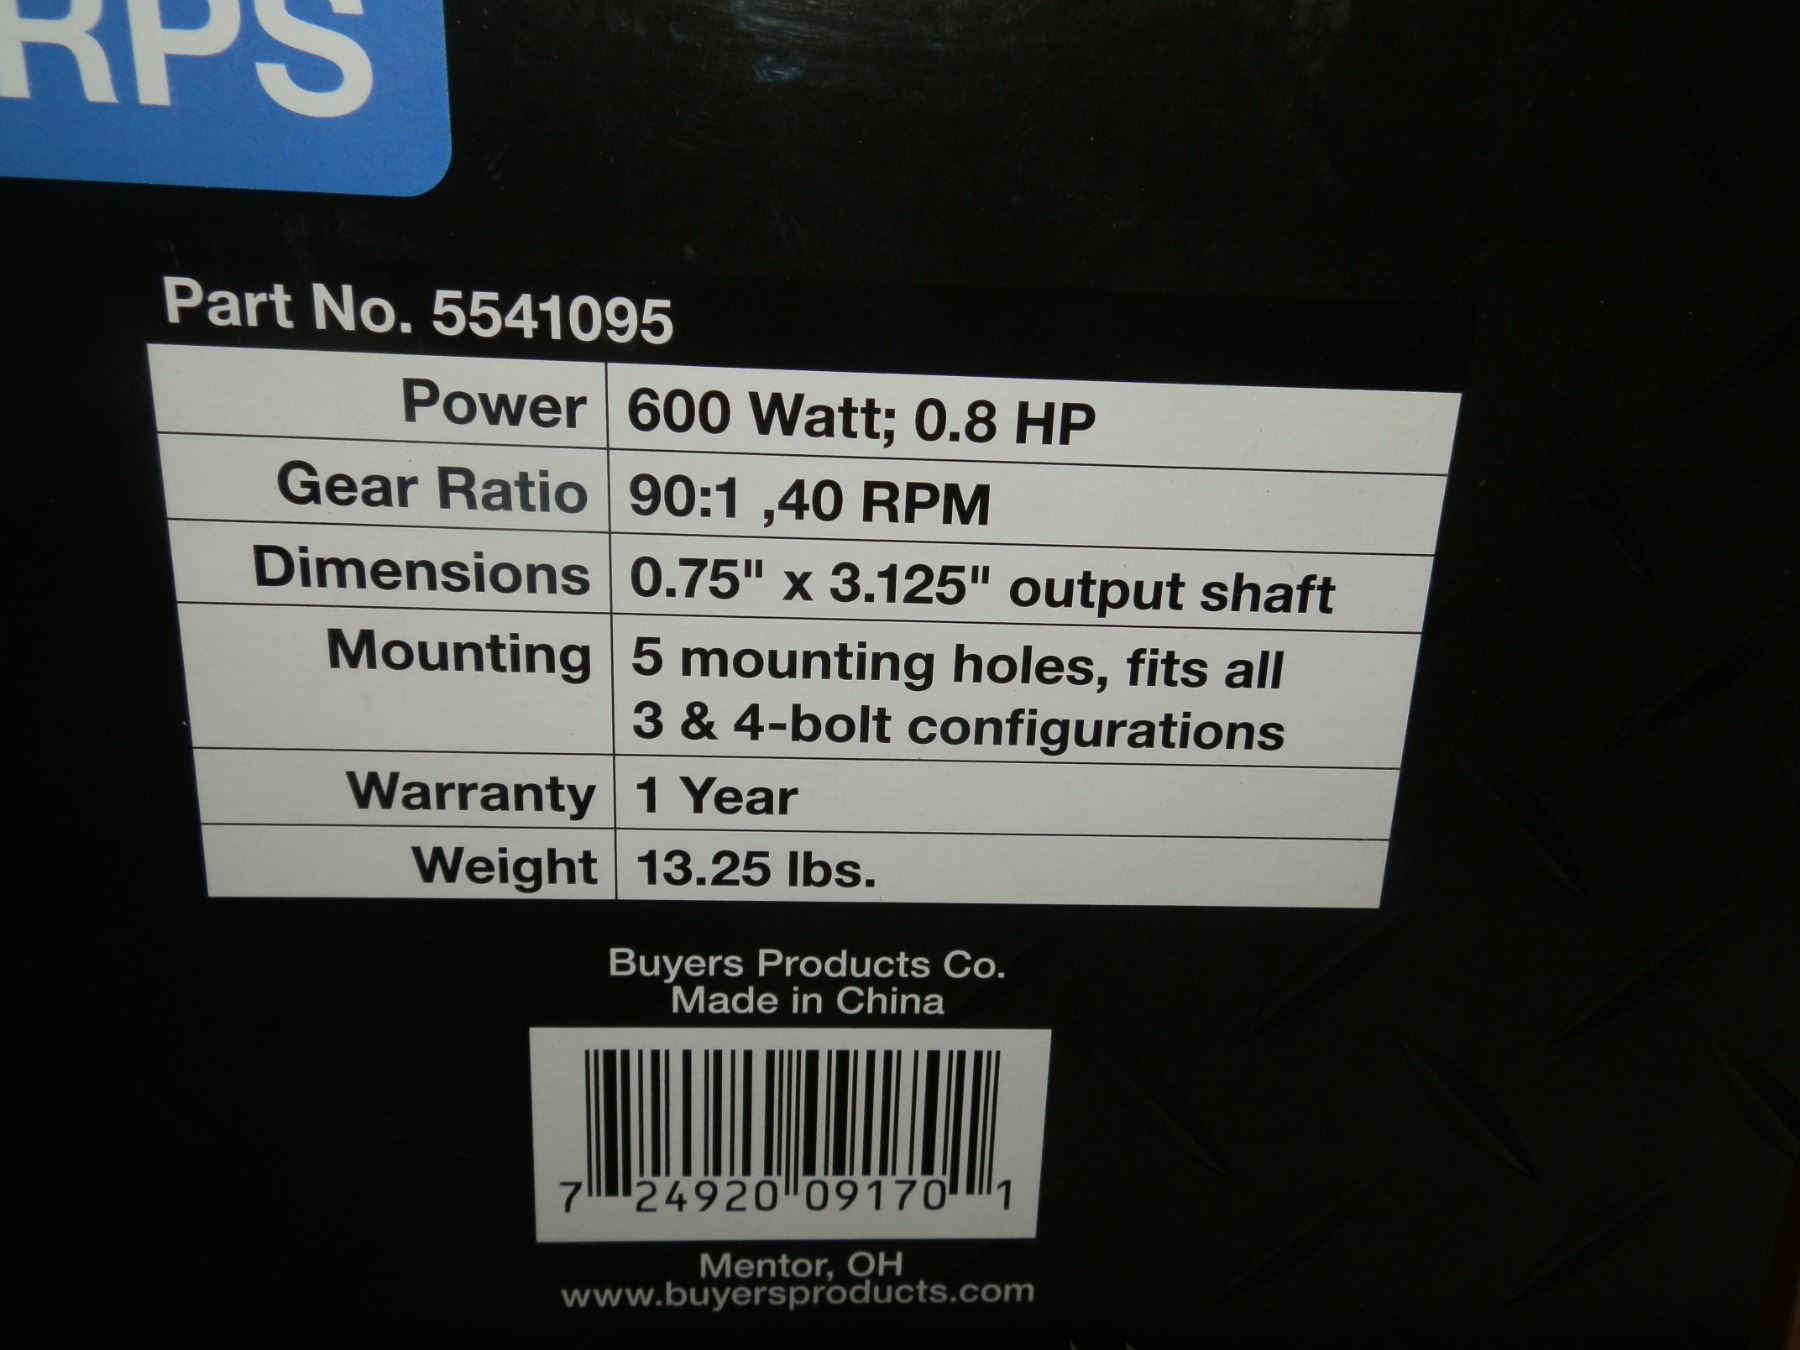 RPS
Part No. 5541095
Power 600 Watt; 0.8 HP
Gear Ratio 90:1 ,40 RPM
Dimensions 0.75" x 3.125" output shaft
Mounting 5 mounting holes, fits all
3 & 4-bolt configurations
Warranty 1 Year
Weight 13.25 lbs.
Buyers Products Co.
Made in China
7 24920 09170 1
Mentor, OH
www.buyersproducts.com